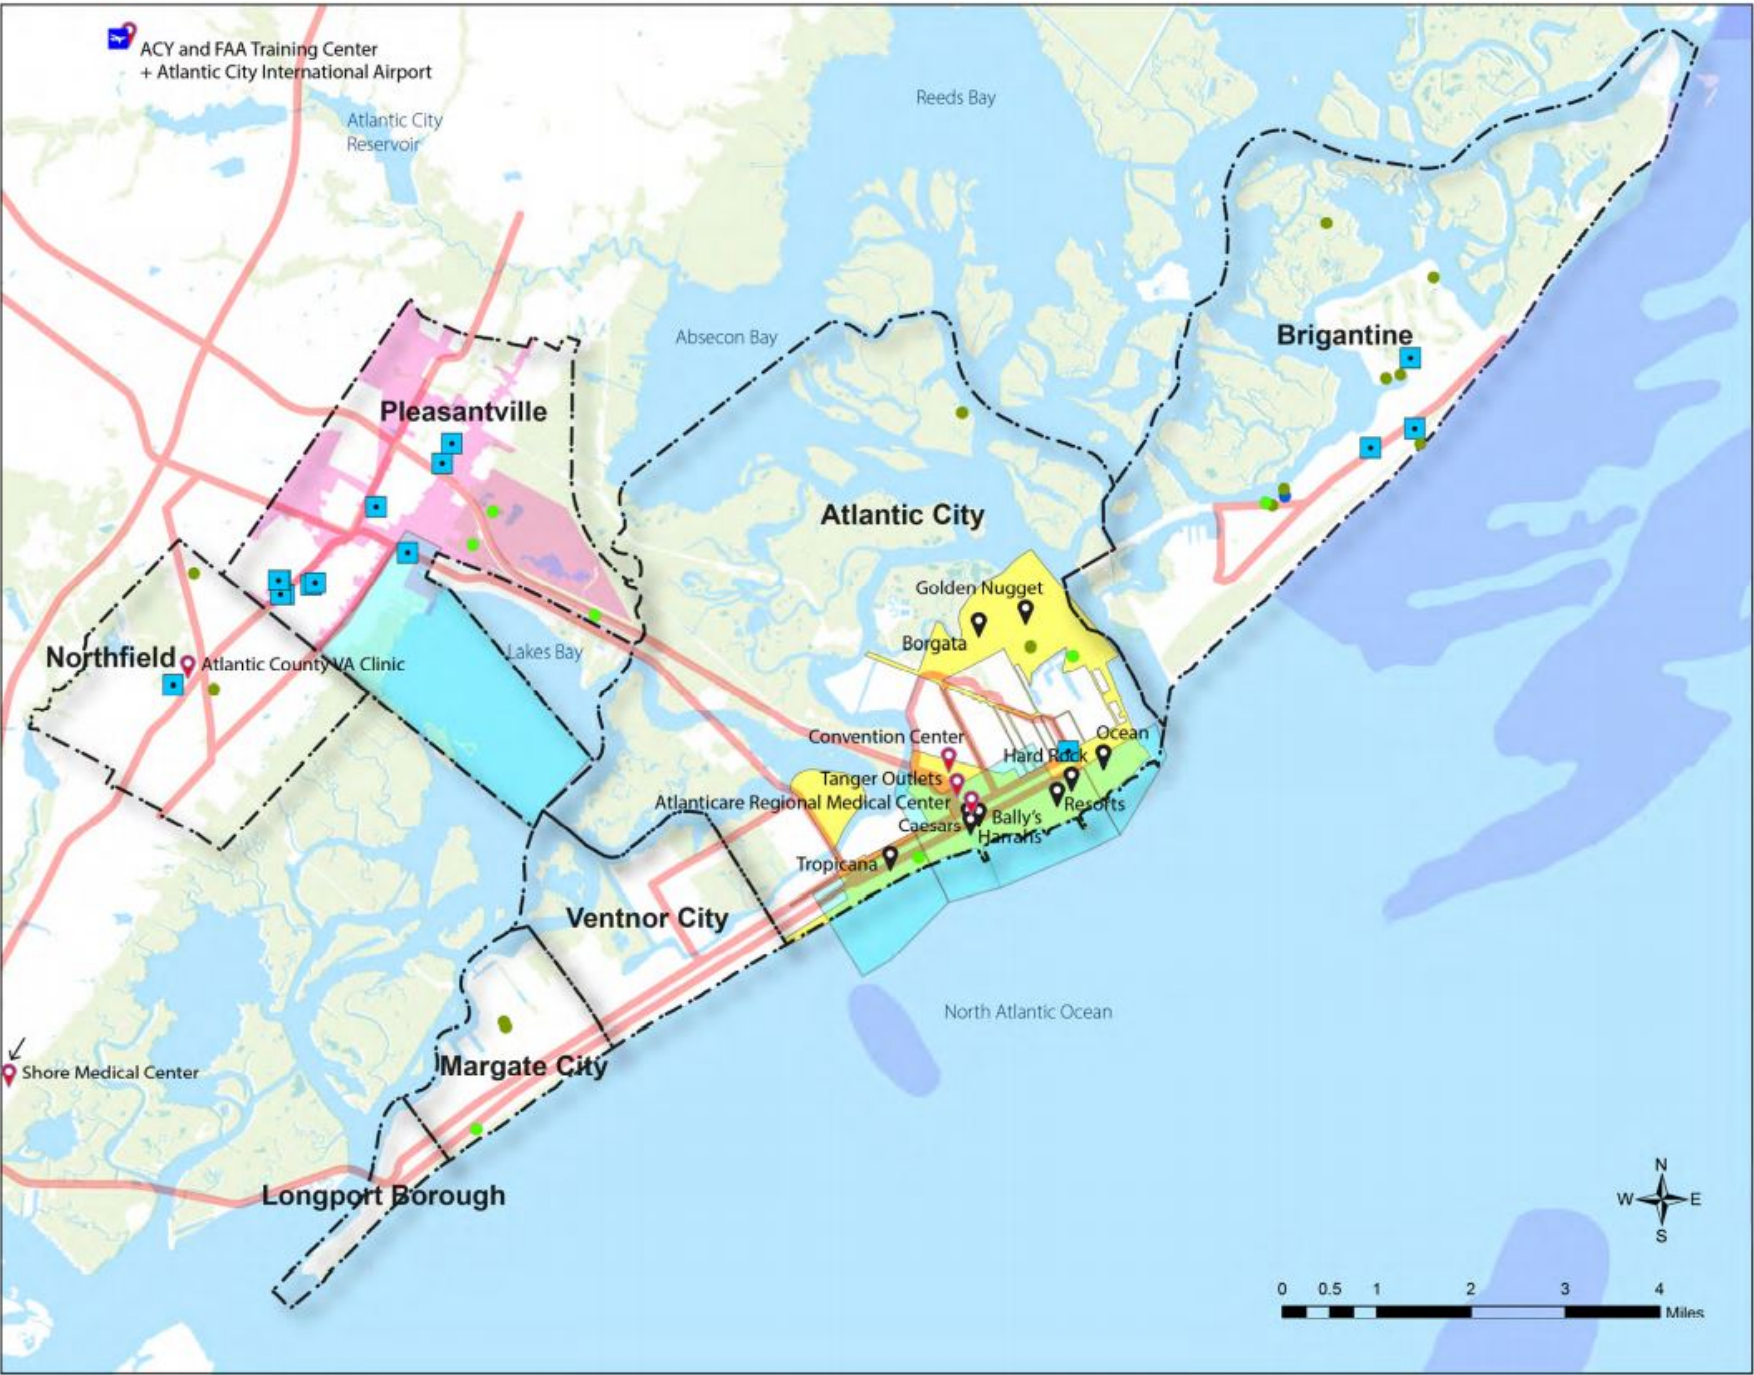 ACY and FAA Training Center
+ Atlantic City International Airport
Reeds Bay
Atlantic City
Reservoir
Absecon Bay
Brigantine
Pleasantville
Atlantic City
Golden Nugget
Borgata
Northfield
Atlantic County VA Clinic
Lakes Bay
Convention Center
Ocean
Hard Rock
Tanger Outlets
Atlanticare Regional Medical Center
Resorts
Bally's
Caesars
Harrahs
Tropicana
Ventnor City
North Atlantic Ocean
Margate City
Shore Medical Center
Longport Borough
N
W E
S
0 0.5 1 2 3 4
Miles